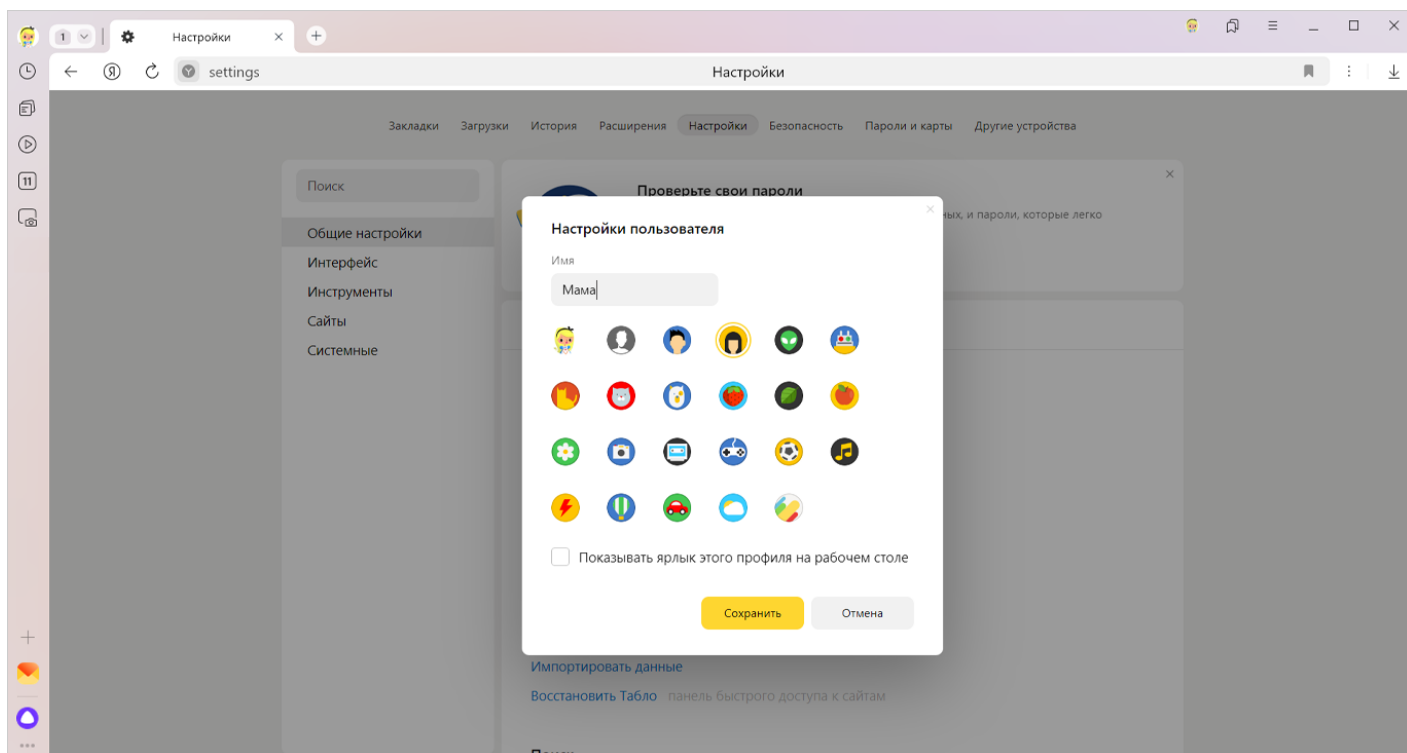 1
Настройки
Я
settings
Настройки
11
Закладки Загрузки История Расширения Настройки Безопасность Пароли и карты Другие устройства
Поиск
Общие настройки
Интерфейс
Инструменты
Сайты
Системные
Проверьте свои пароли
и пароли, которые легко
Настройки пользователя
Имя
Мама
Показывать ярлык этого профиля на рабочем столе
Сохранить Отмена
Импортировать данные
Восстановить Табло панель быстрого доступа к сайтам